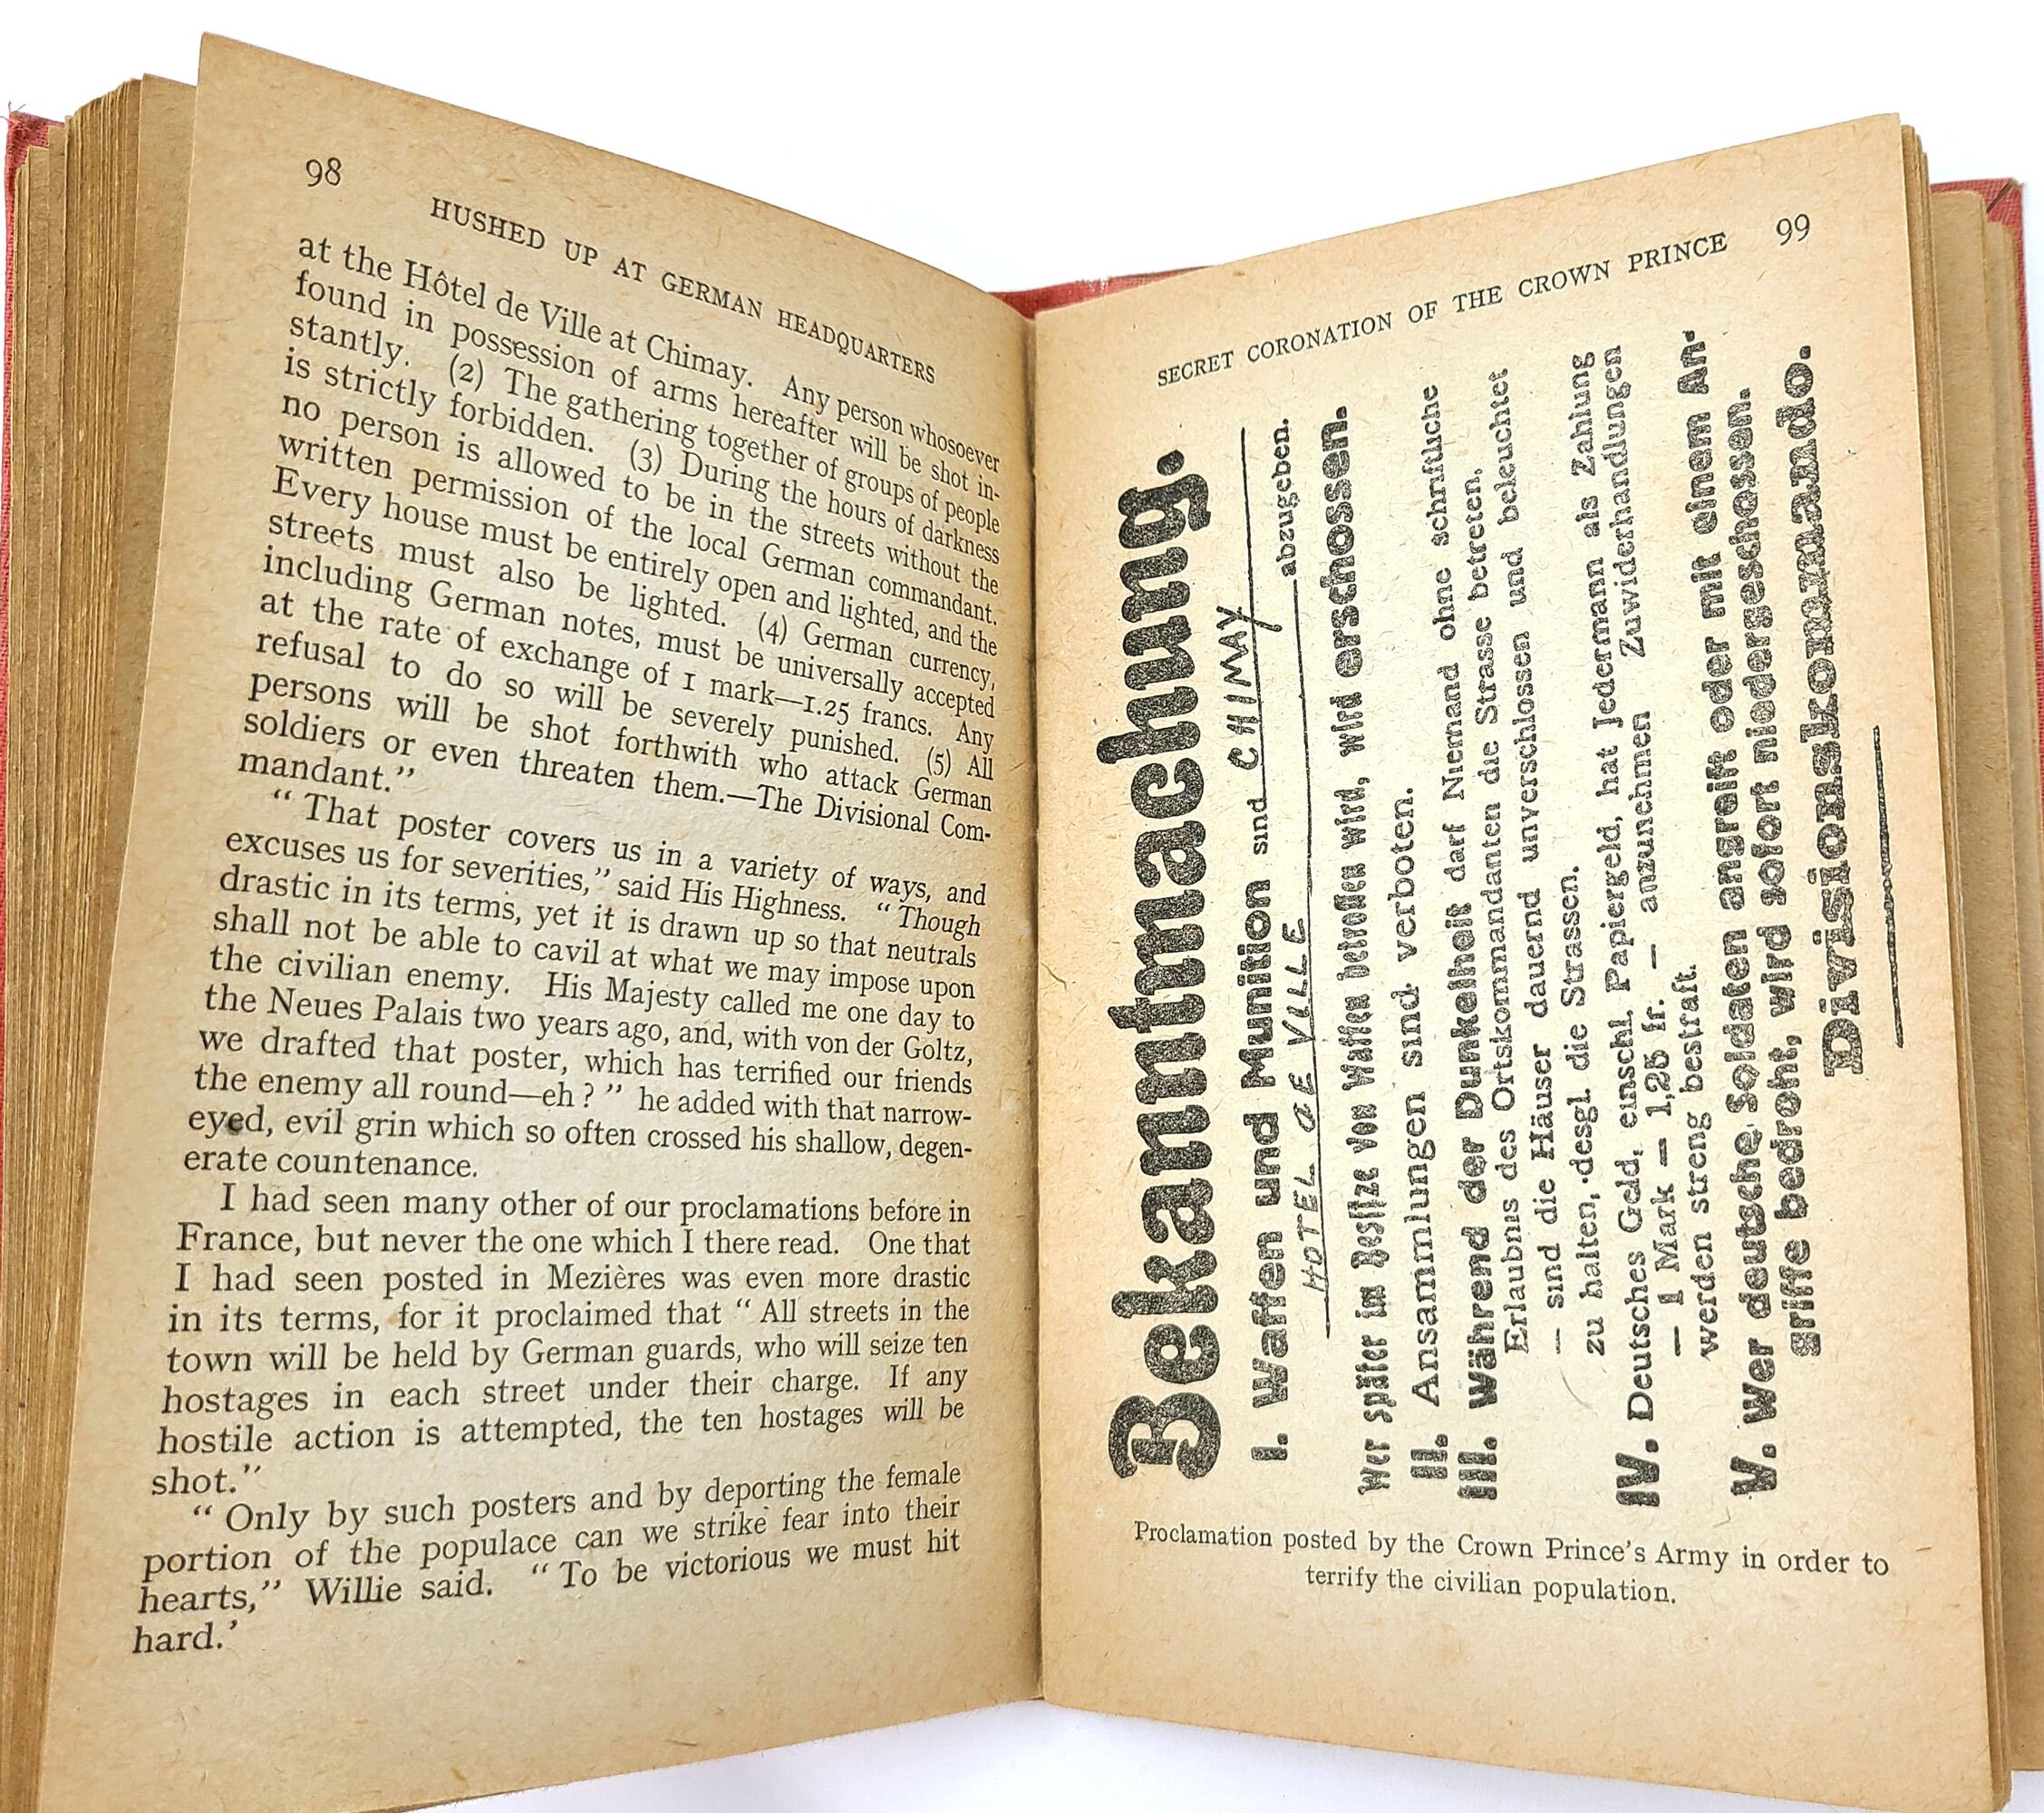 98
HUSHED UP AT GERMAN HEADQUARTERS
at the Hôtel de Ville at Chimay. Any person whosoever
found in possession of arms hereafter will be shot in-
stantly. (2) The gathering together of groups of people
is strictly forbidden. (3) During the hours of darkness
no person is allowed to be in the streets without the
written permission of the local German commandant.
Every house must be entirely open and lighted, and the
streets must also be lighted. (4) German currency,
including German notes, must be universally accepted
at the rate of exchange of 1 mark—1.25 francs. Any
refusal to do so will be severely punished. (5) All
persons will be shot forthwith who attack German
soldiers or even threaten them.—The Divisional Com-
mandant.”
“ That poster covers us in a variety of ways, and
excuses us for severities,” said His Highness. “ Though
drastic in its terms, yet it is drawn up so that neutrals
shall not be able to cavil at what we may impose upon
the civilian enemy. His Majesty called me one day to
the Neues Palais two years ago, and, with von der Goltz,
we drafted that poster, which has terrified our friends
the enemy all round—eh ? ” he added with that narrow-
eyed, evil grin which so often crossed his shallow, degen-
erate countenance.
I had seen many other of our proclamations before in
France, but never the one which I there read. One that
I had seen posted in Mezières was even more drastic
in its terms, for it proclaimed that “ All streets in the
town will be held by German guards, who will seize ten
hostages in each street under their charge. If any
hostile action is attempted, the ten hostages will be
shot.”
“ Only by such posters and by deporting the female
portion of the populace can we strike fear into their
hearts,” Willie said. “ To be victorious we must hit
hard.’
SECRET CORONATION OF THE CROWN PRINCE 99
Bekanntmachung.
I. Waffen und Munition sind CHIMAY
HOTEL dE VILLE abzugeben.
Wer später im Besitze von Waffen betroffen wird, wird erschossen.
II. Ansammlungen sind verboten.
III. Während der Dunkelheit darf Niemand ohne schriftliche
Erlaubnis des Ortskommandanten die Strasse betreten.
— sind die Häuser dauernd unverschlossen und beleuchtet
zu halten, desgl. die Strassen.
IV. Deutsches Geld, einschl. Papiergeld, hat Jedermann als Zahlung
— 1 Mark — 1,25 fr. — anzunehmen Zuwiderhandlungen
werden streng bestraft.
V. Wer deutsche Soldaten angreift oder mit einem An-
griffe bedroht, wird sofort niedergeschossen.
Divisionskommando.
Proclamation posted by the Crown Prince’s Army in order to
terrify the civilian population.